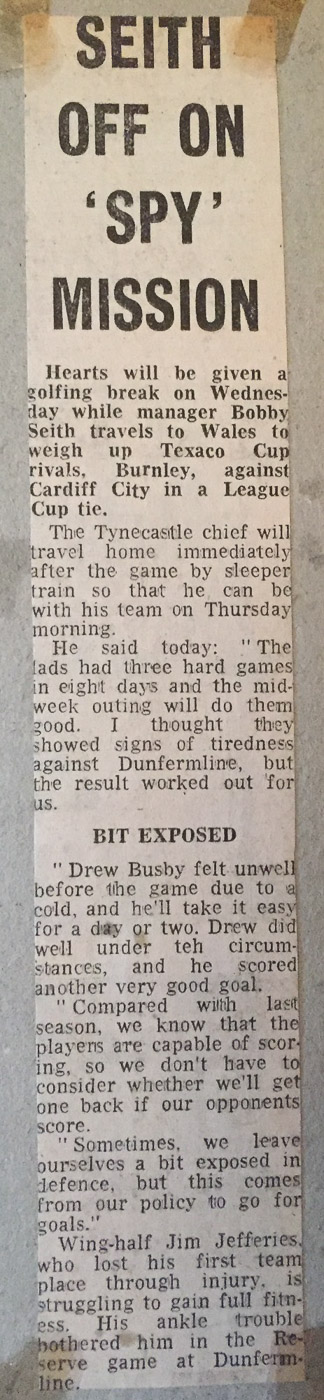 SEITH
OFF ON
‘SPY’
MISSION
Hearts will be given a
golfing break on Wednes-
day while manager Bobby
Seith travels to Wales to
weigh up Texaco Cup
rivals, Burnley, against
Cardiff City in a League
Cup tie.
The Tynecastle chief will
travel home immediately
after the game by sleeper
train so that he can be
with his team on Thursday
morning.
He said today: "The
lads had three hard games
in eight days and the mid-
week outing will do them
good. I thought they
showed signs of tiredness
against Dunfermline, but
the result worked out for
us.
BIT EXPOSED
"Drew Busby felt unwell
before the game due to a
cold, and he'll take it easy
for a day or two. Drew did
well under teh circum-
stances, and he scored
another very good goal.
"Compared with last
season, we know that the
players are capable of scor-
ing, so we don't have to
consider whether we'll get
one back if our opponents
score.
"Sometimes, we leave
ourselves a bit exposed in
defence, but this comes
from our policy to go for
goals."
Wing-half Jim Jefferies,
who lost his first team
place through injury, is
struggling to gain full fitn-
ess. His ankle trouble
bothered him in the Re-
serve game at Dunferm-
line.